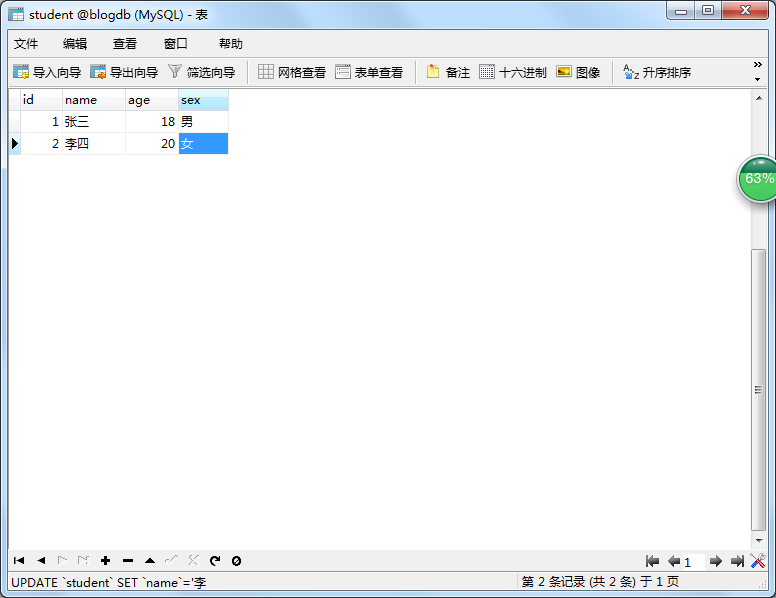 student @blogdb (MySQL) - 表
文件 编辑 查看 窗口 帮助
导入向导 导出向导 筛选向导 网格查看 表单查看 备注 十六进制 图像 升序排序
id name age sex
1 张三 18 男
2 李四 20 女
63%
1
UPDATE `student` SET `name`='李 第 2 条记录 (共 2 条) 于 1 页